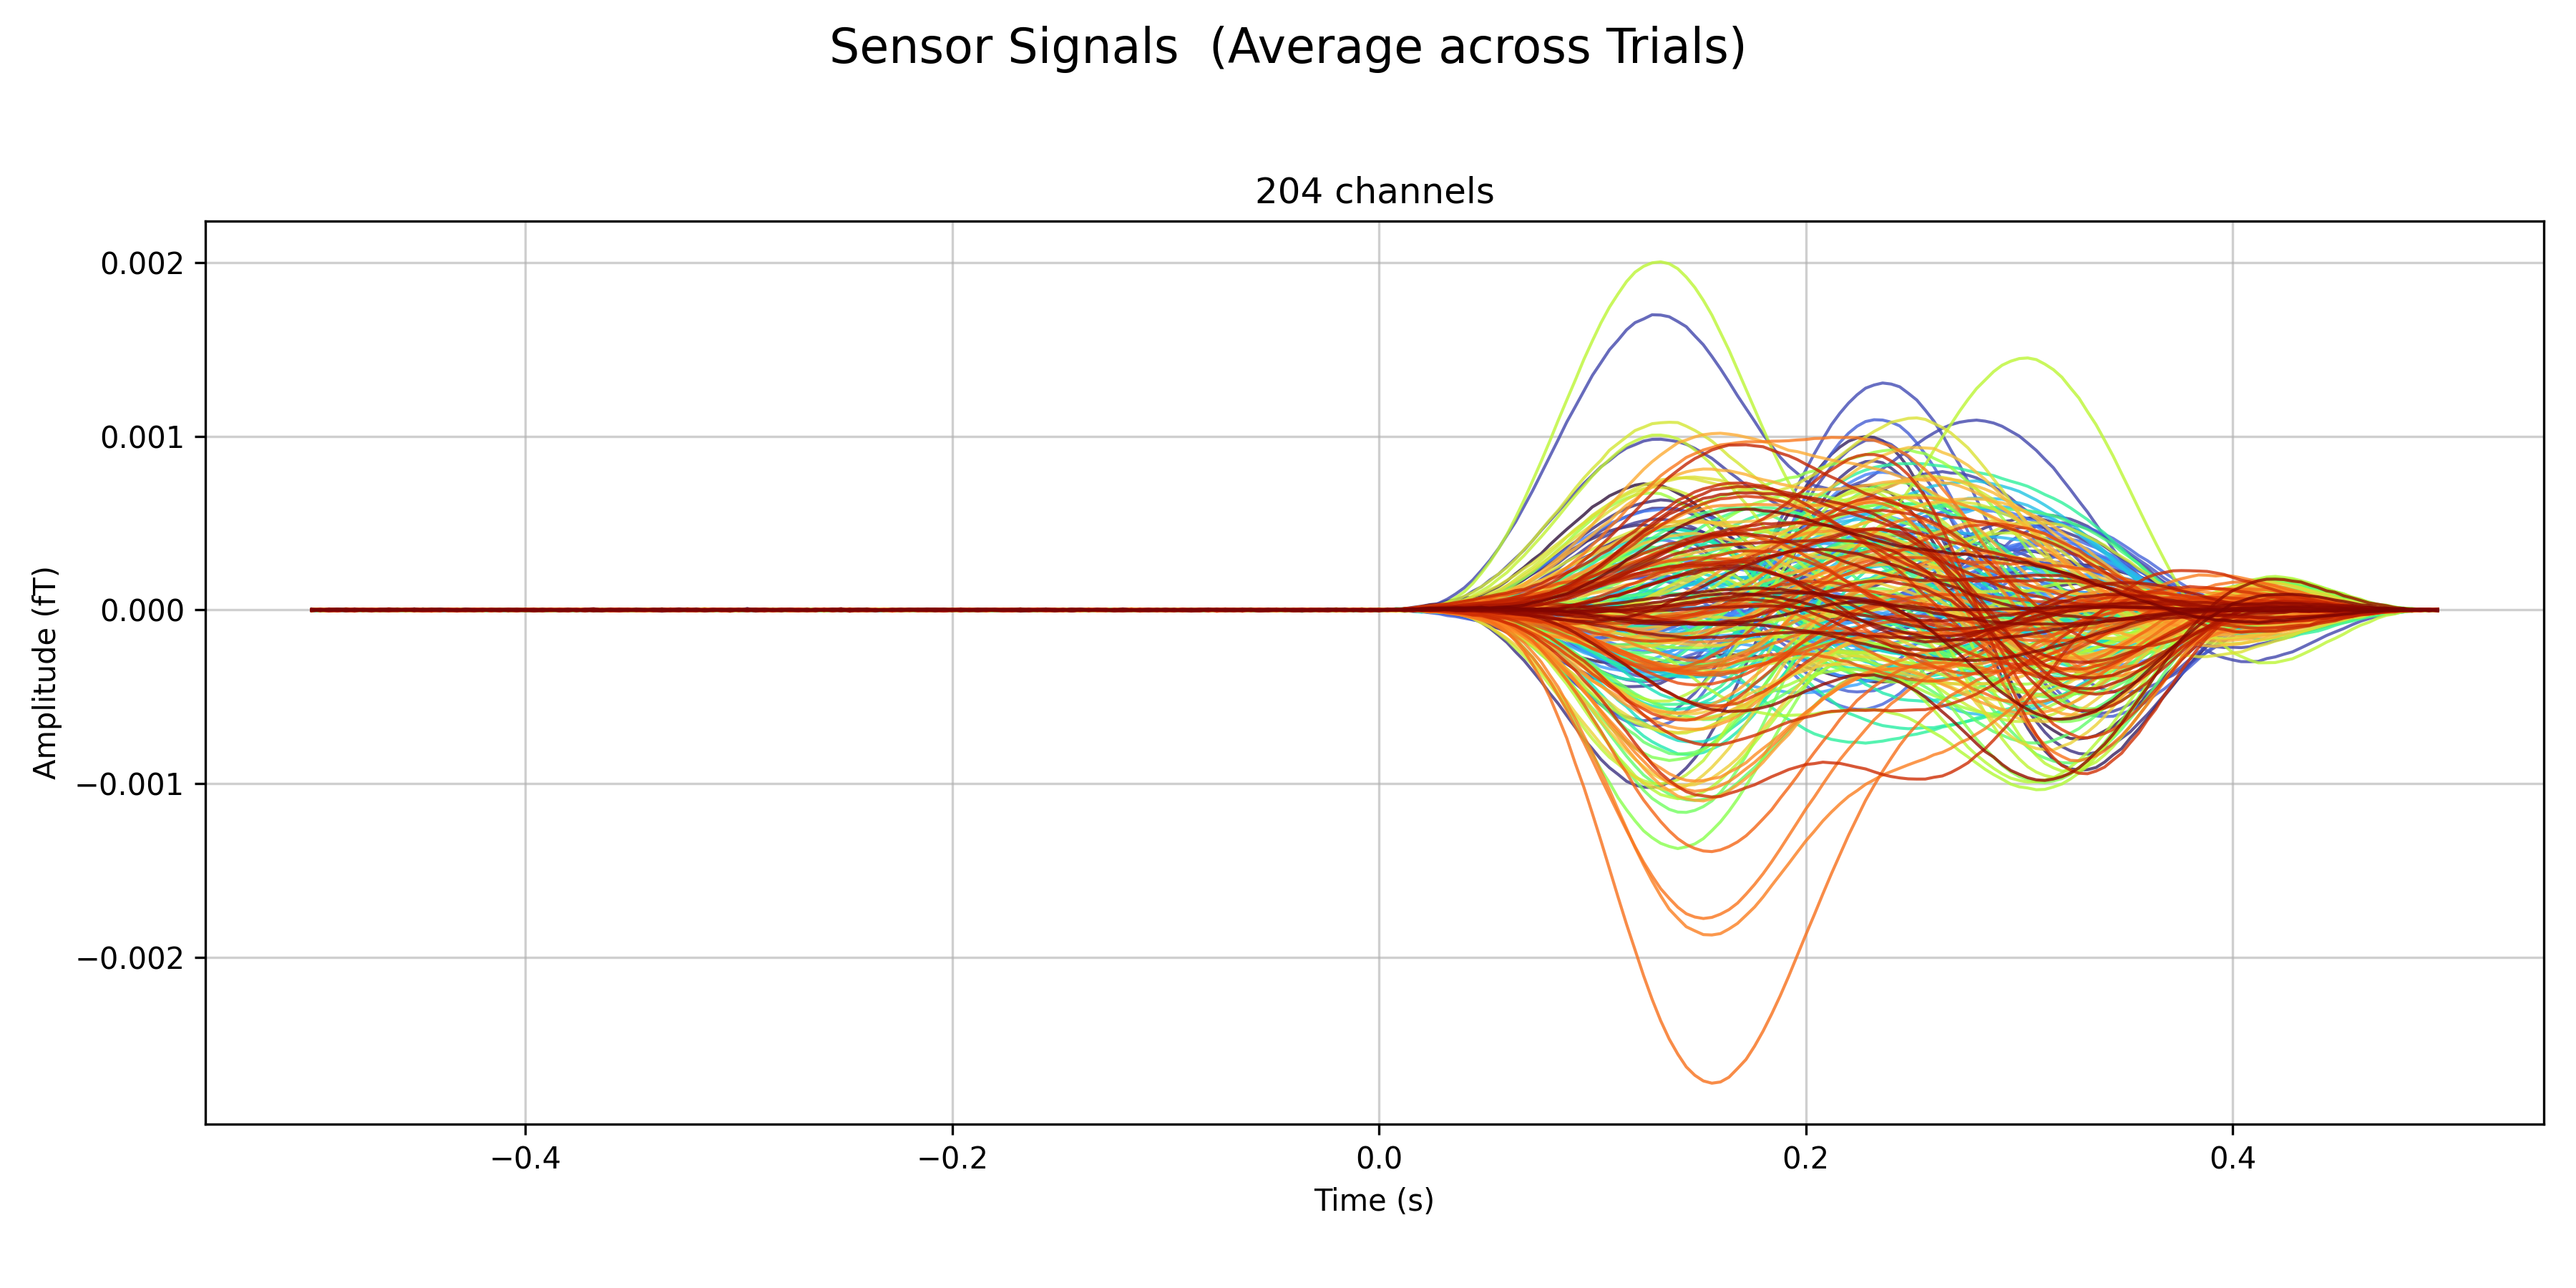 Sensor Signals  (Average across Trials)
204 channels
0.002
0.001
0.000
−0.001
−0.002
Amplitude (fT)
−0.4 −0.2 0.0 0.2 0.4
Time (s)